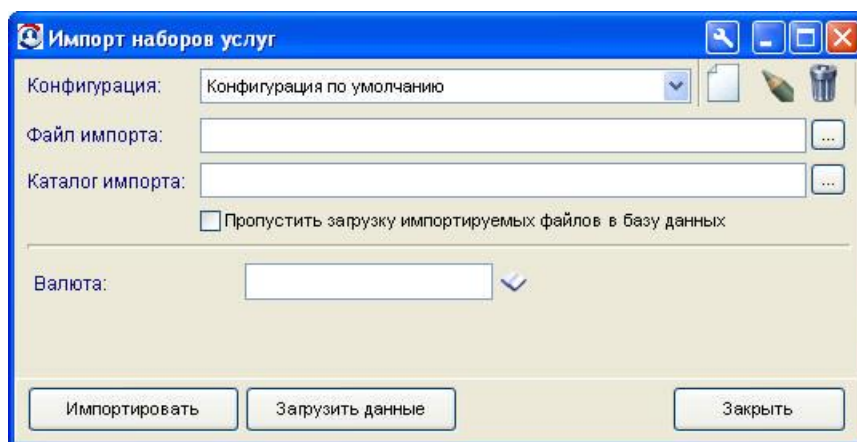 Импорт наборов услуг
Конфигурация: Конфигурация по умолчанию
Файл импорта: ...
Каталог импорта: ...
Пропустить загрузку импортируемых файлов в базу данных
Валюта:
Импортировать Загрузить данные Закрыть